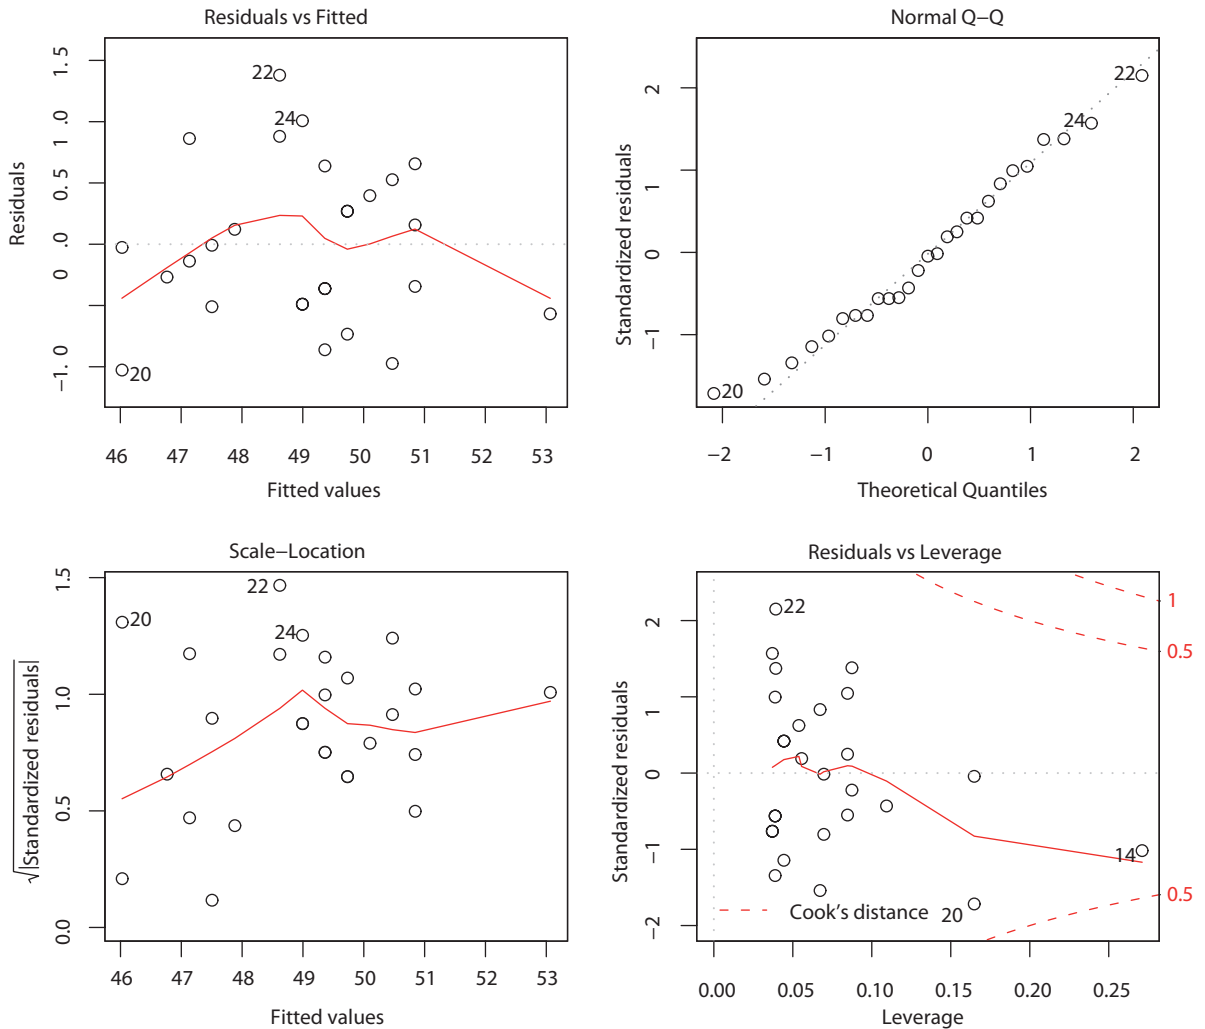 Residuals vs Fitted
Residuals
1.5
1 .0
0.5
.0
0
−1. 0
22
24
20
46 47 48 49 50 51 52 53
Fitted values
Normal Q−Q
Standardized residuals
2
1
0
−1
22
24
20
−2 −1 0 1 2
Theoretical Quantiles
Scale−Location
√|Standardized residuals|
1.5
1.0
0.5
0.0
22
20
24
46 47 48 49 50 51 52 53
Fitted values
Residuals vs Leverage
Standardized residuals
2
1
0
−1
−2
22
1
0.5
14
0.5
Cook's distance
20
0.00 0.05 0.10 0.15 0.20 0.25
Leverage